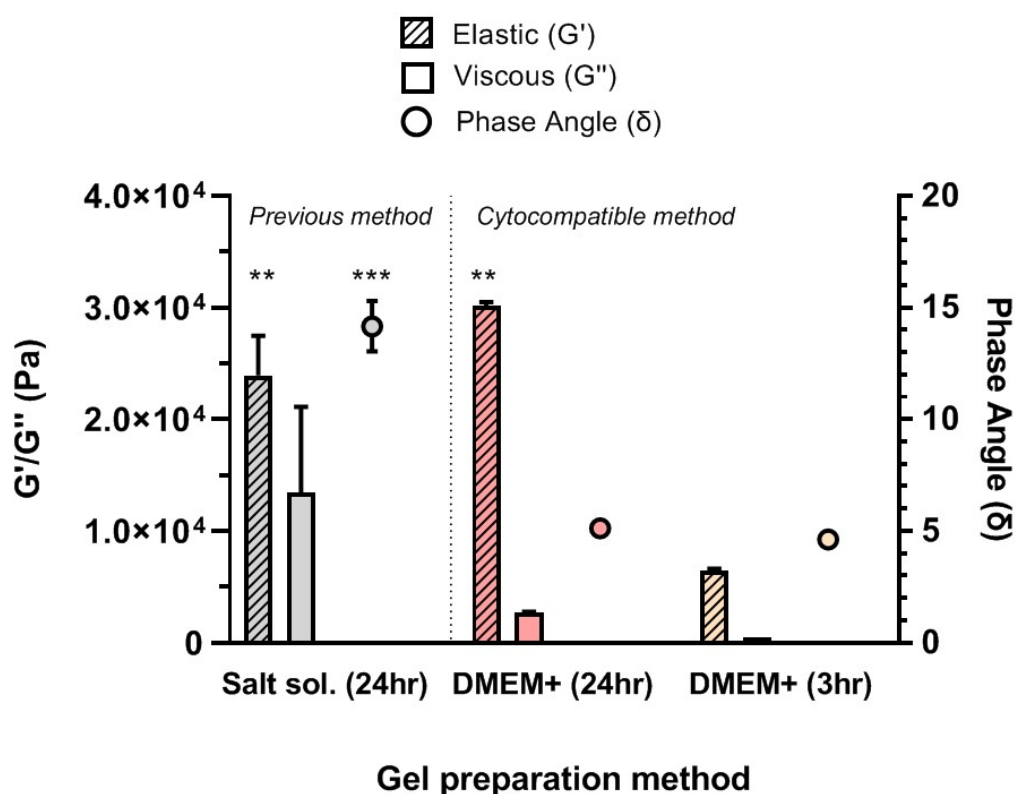 Elastic (G')
Viscous (G'')
Phase Angle (δ)
Previous method
Cytocompatible method
** *** **
4.0×10⁴
3.0×10⁴
2.0×10⁴
1.0×10⁴
0
G'/G'' (Pa)
20
15
10
5
0
Phase Angle (δ)
Salt sol. (24hr) DMEM+ (24hr) DMEM+ (3hr)
Gel preparation method